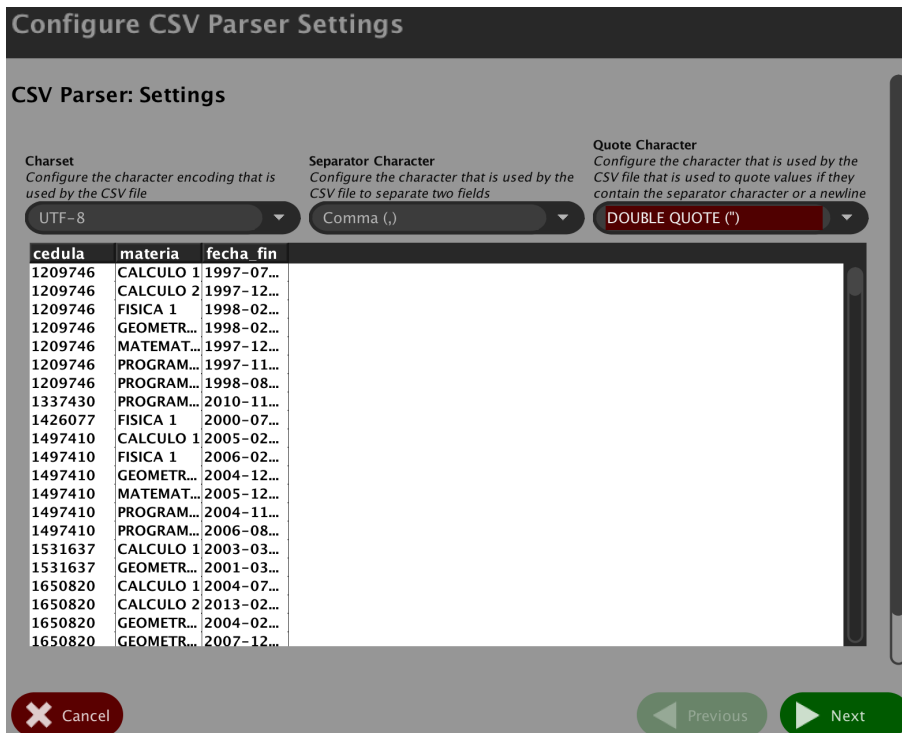 Configure CSV Parser Settings
CSV Parser: Settings
Charset
Configure the character encoding that is
used by the CSV file
UTF-8
Separator Character
Configure the character that is used by the
CSV file to separate two fields
Comma (,)
Quote Character
Configure the character that is used by the
CSV file that is used to quote values if they
contain the separator character or a newline
DOUBLE QUOTE (")
cedula materia fecha_fin
1209746 CALCULO 1 1997-07...
1209746 CALCULO 2 1997-12...
1209746 FISICA 1 1998-02...
1209746 GEOMETR... 1998-02...
1209746 MATEMAT... 1997-12...
1209746 PROGRAM... 1997-11...
1209746 PROGRAM... 1998-08...
1337430 PROGRAM... 2010-11...
1426077 FISICA 1 2000-07...
1497410 CALCULO 1 2005-02...
1497410 FISICA 1 2006-02...
1497410 GEOMETR... 2004-12...
1497410 MATEMAT... 2005-12...
1497410 PROGRAM... 2004-11...
1497410 PROGRAM... 2006-08...
1531637 CALCULO 1 2003-03...
1531637 GEOMETR... 2001-03...
1650820 CALCULO 1 2004-07...
1650820 CALCULO 2 2013-02...
1650820 GEOMETR... 2004-02...
1650820 GEOMETR... 2007-12...
Cancel
Previous
Next